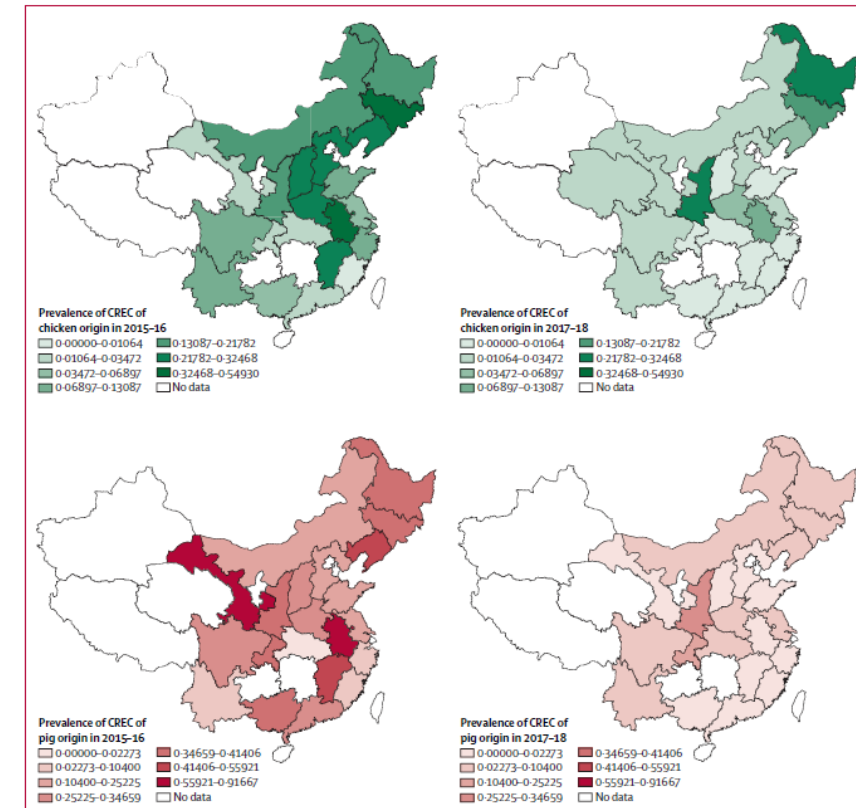 Prevalence of CREC of
chicken origin in 2015–16
0·00000–0·01064 0·13087–0·21782
0·01064–0·03472 0·21782–0·32468
0·03472–0·06897 0·32468–0·54930
0·06897–0·13087 No data
Prevalence of CREC of
chicken origin in 2017–18
0·00000–0·01064 0·13087–0·21782
0·01064–0·03472 0·21782–0·32468
0·03472–0·06897 0·32468–0·54930
0·06897–0·13087 No data
Prevalence of CREC of
pig origin in 2015–16
0·00000–0·02273 0·34659–0·41406
0·02273–0·10400 0·41406–0·55921
0·10400–0·25225 0·55921–0·91667
0·25225–0·34659 No data
Prevalence of CREC of
pig origin in 2017–18
0·00000–0·02273 0·34659–0·41406
0·02273–0·10400 0·41406–0·55921
0·10400–0·25225 0·55921–0·91667
0·25225–0·34659 No data